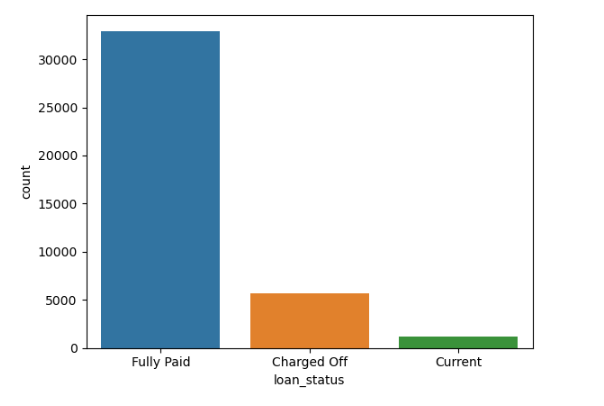 30000
25000
20000
15000
10000
5000
0
count
Fully Paid
Charged Off
Current
loan_status